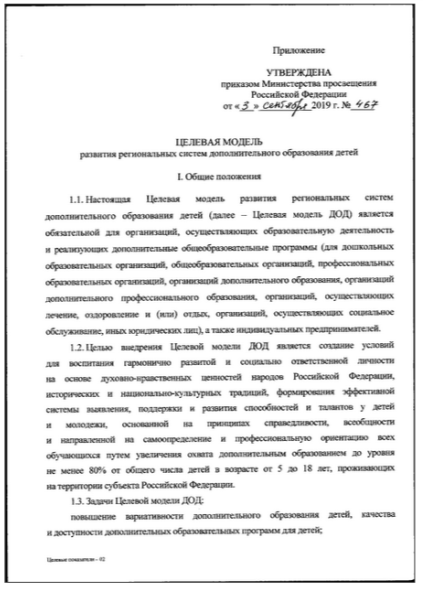 Приложение
УТВЕРЖДЕНА
приказом Министерства просвещения
Российской Федерации
от «3» сентября 2019 г. № 467
ЦЕЛЕВАЯ МОДЕЛЬ
развития региональных систем дополнительного образования детей
I. Общие положения
1.1. Настоящая Целевая модель развития региональных систем
дополнительного образования детей (далее – Целевая модель ДОД) является
обязательной для организаций, осуществляющих образовательную деятельность
и реализующих дополнительные общеобразовательные программы (для дошкольных
образовательных организаций, общеобразовательных организаций, профессиональных
образовательных организаций, организаций дополнительного образования, организаций
дополнительного профессионального образования, организаций, осуществляющих
лечение, оздоровление и (или) отдых, организаций, осуществляющих социальное
обслуживание, иных юридических лиц), а также индивидуальных предпринимателей.
1.2. Целью внедрения Целевой модели ДОД является создание условий
для воспитания гармонично развитой и социально ответственной личности
на основе духовно-нравственных ценностей народов Российской Федерации,
исторических и национально-культурных традиций, формирования эффективной
системы выявления, поддержки и развития способностей и талантов у детей
и молодежи, основанной на принципах справедливости, всеобщности
и направленной на самоопределение и профессиональную ориентацию всех
обучающихся путем увеличения охвата дополнительным образованием до уровня
не менее 80% от общего числа детей в возрасте от 5 до 18 лет, проживающих
на территории субъекта Российской Федерации.
1.3. Задачи Целевой модели ДОД:
повышение вариативности дополнительного образования детей, качества
и доступности дополнительных образовательных программ для детей;
Целевые показатели – 02